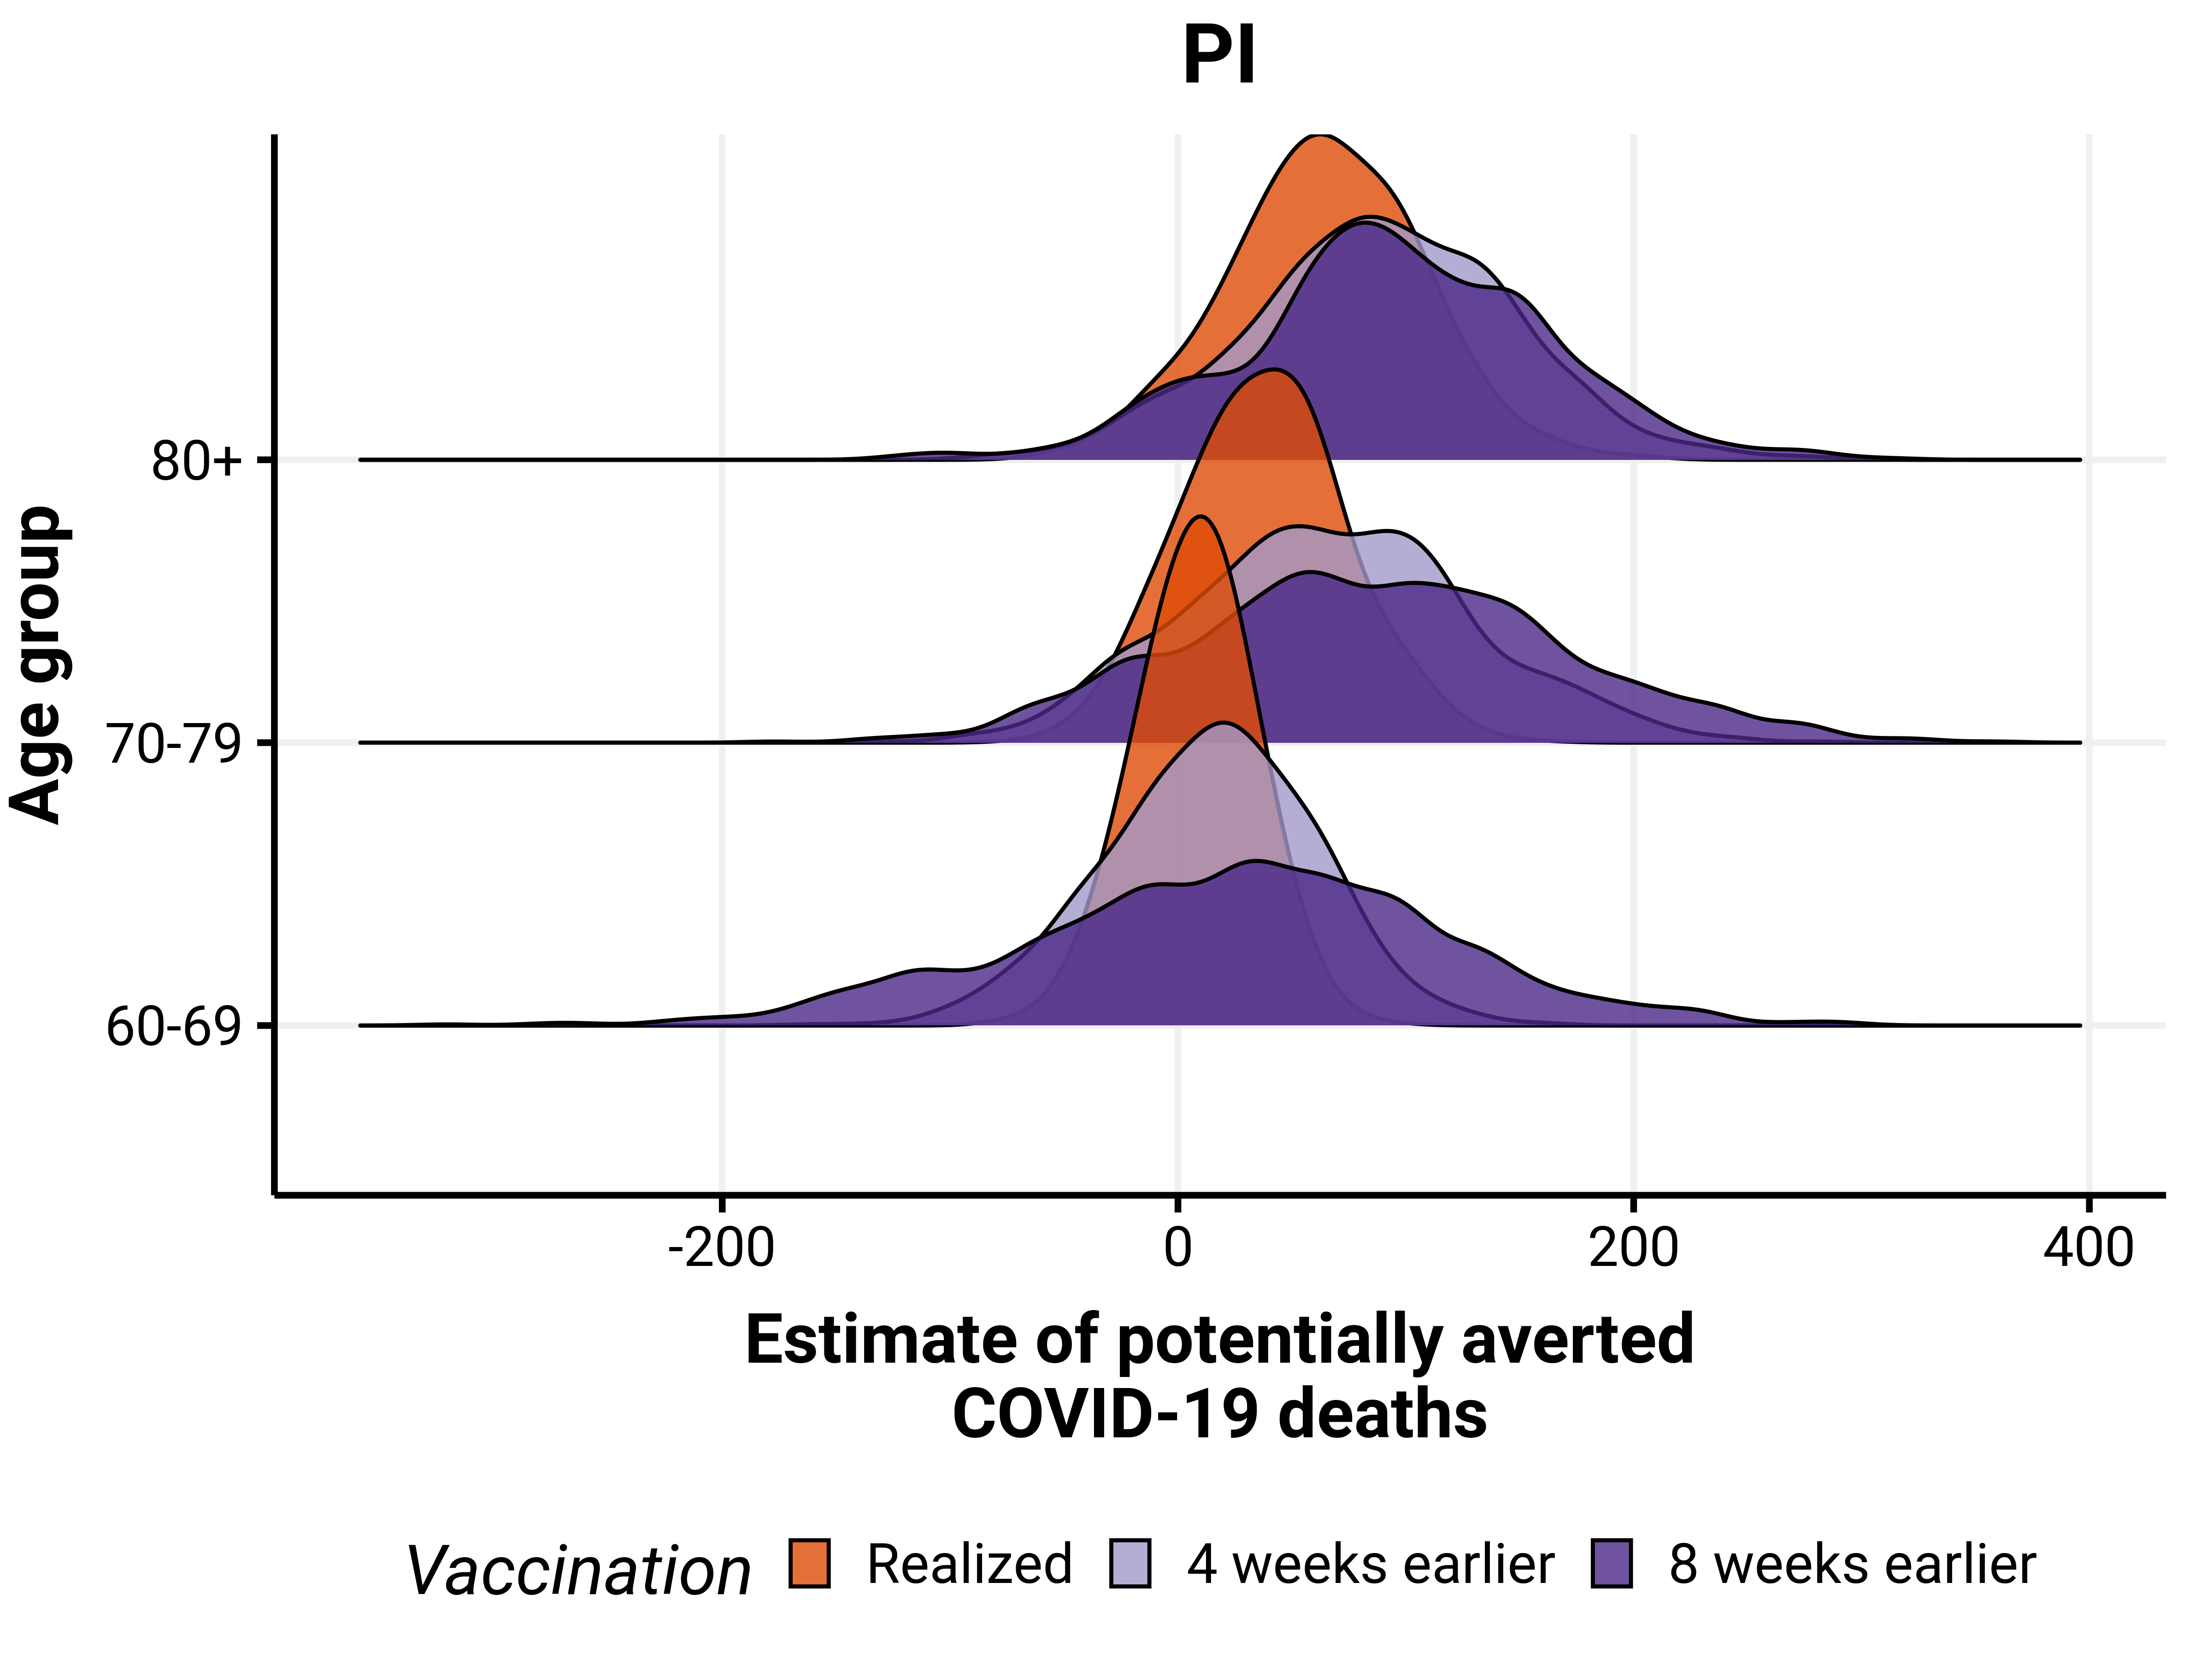 PI
Age group
80+
70-79
60-69
-200 0 200 400
Estimate of potentially averted
COVID-19 deaths
Vaccination Realized 4 weeks earlier 8 weeks earlier